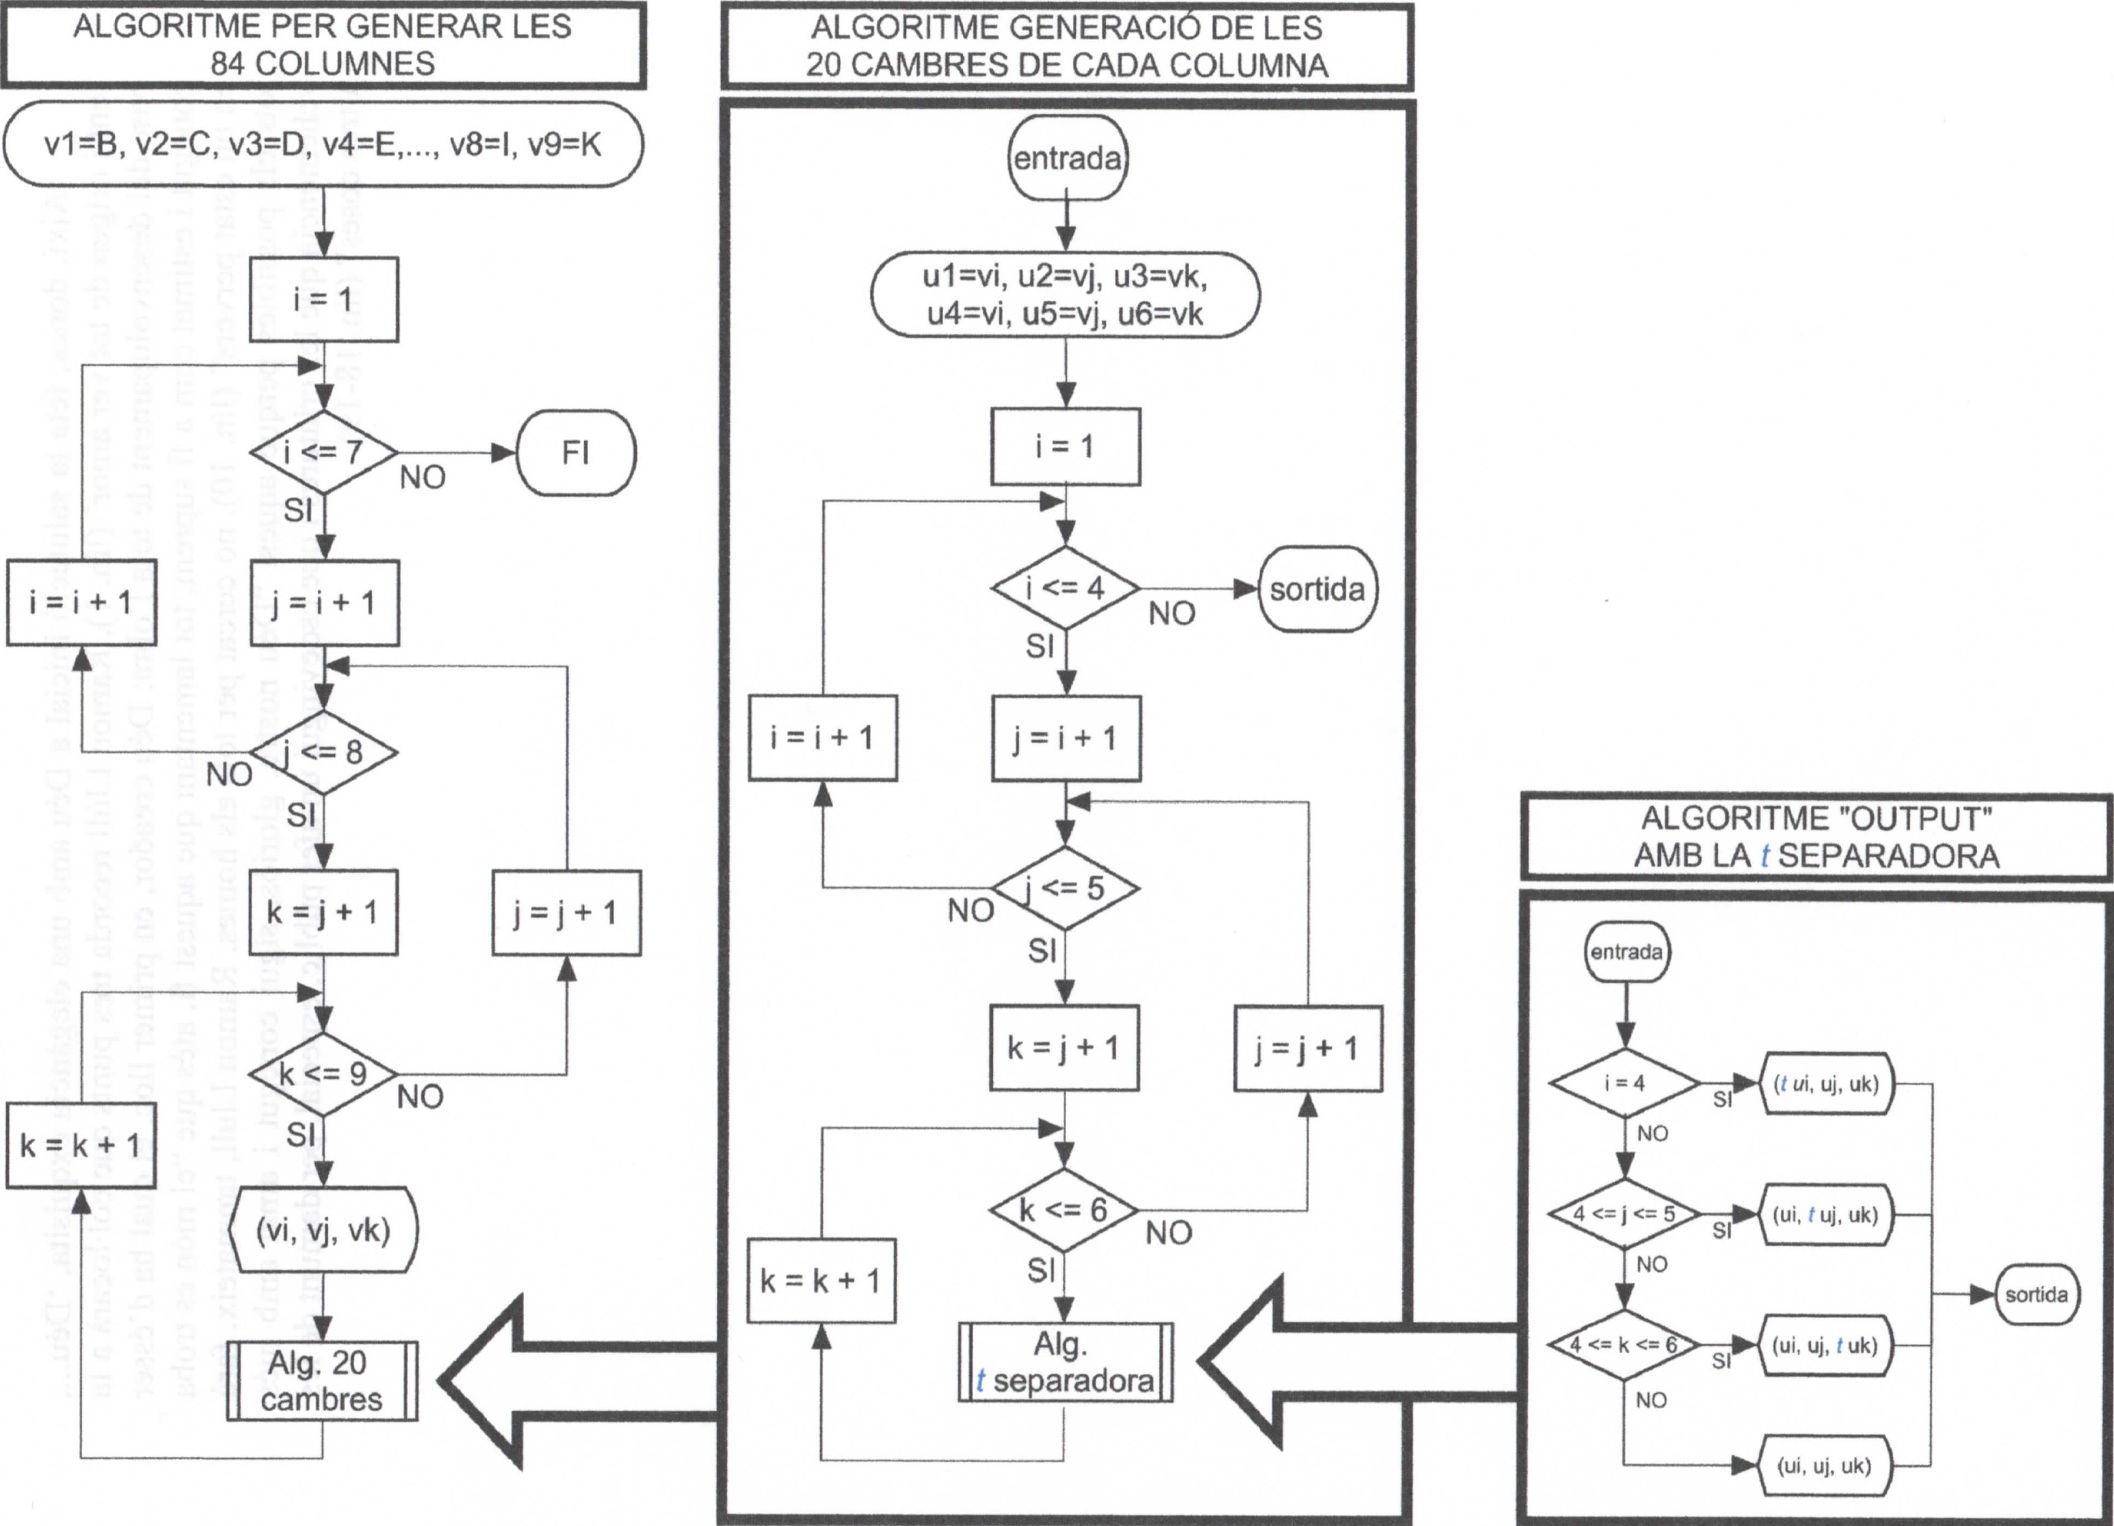 ALGORITME PER GENERAR LES
84 COLUMNES
v1=B, v2=C, v3=D, v4=E,..., v8=I, v9=K
i = 1
i <= 7
NO
FI
SI
i = i + 1
j = i + 1
j <= 8
NO
SI
k = j + 1
j = j + 1
k <= 9
NO
SI
k = k + 1
(vi, vj, vk)
Alg. 20
cambres
ALGORITME GENERACIÓ DE LES
20 CAMBRES DE CADA COLUMNA
entrada
u1=vi, u2=vj, u3=vk,
u4=vi, u5=vj, u6=vk
i = 1
i <= 4
NO
sortida
SI
i = i + 1
j = i + 1
j <= 5
NO
SI
k = j + 1
j = j + 1
k <= 6
NO
SI
k = k + 1
Alg.
t separadora
ALGORITME "OUTPUT"
AMB LA t SEPARADORA
entrada
i = 4
SI
(t ui, uj, uk)
NO
4 <= j <= 5
SI
(ui, t uj, uk)
NO
sortida
4 <= k <= 6
SI
(ui, uj, t uk)
NO
(ui, uj, uk)